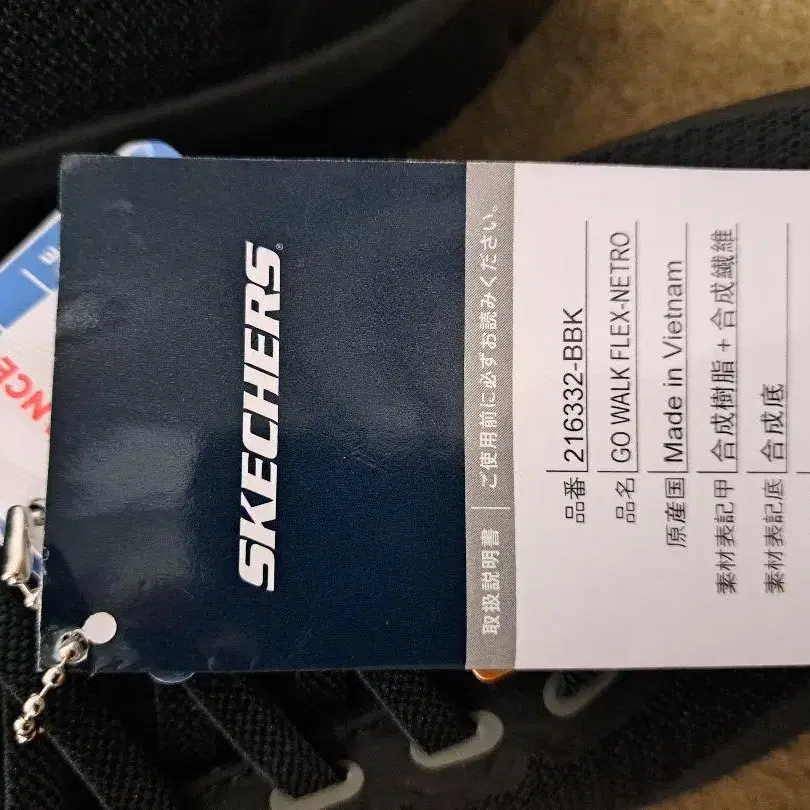 SKECHERS®
取扱説明書 | ご使用前に必ずお読みください。
品番 216332-BBK
品名 GO WALK FLEX-NETRO
原産国 Made in Vietnam
素材表記甲 合成樹脂 + 合成繊維
素材表記底 合成底